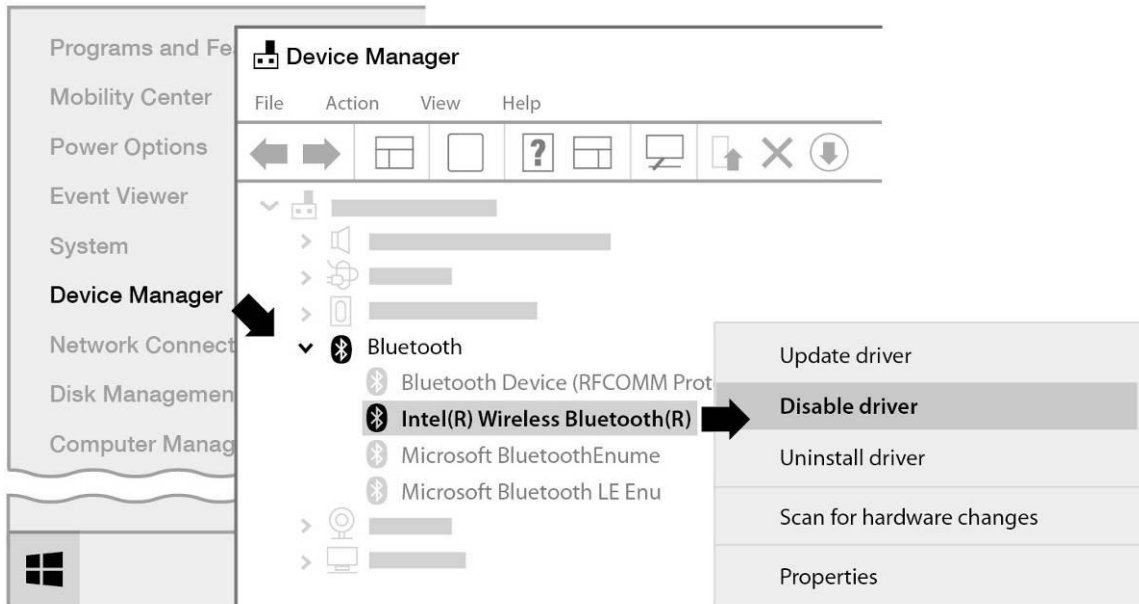 Programs and Fe
Mobility Center
Power Options
Event Viewer
System
Device Manager
Network Connect
Disk Managemen
Computer Manag
Device Manager
File Action View Help
?
Bluetooth
Bluetooth Device (RFCOMM Prot
Intel(R) Wireless Bluetooth(R)
Microsoft BluetoothEnume
Microsoft Bluetooth LE Enu
Update driver
Disable driver
Uninstall driver
Scan for hardware changes
Properties